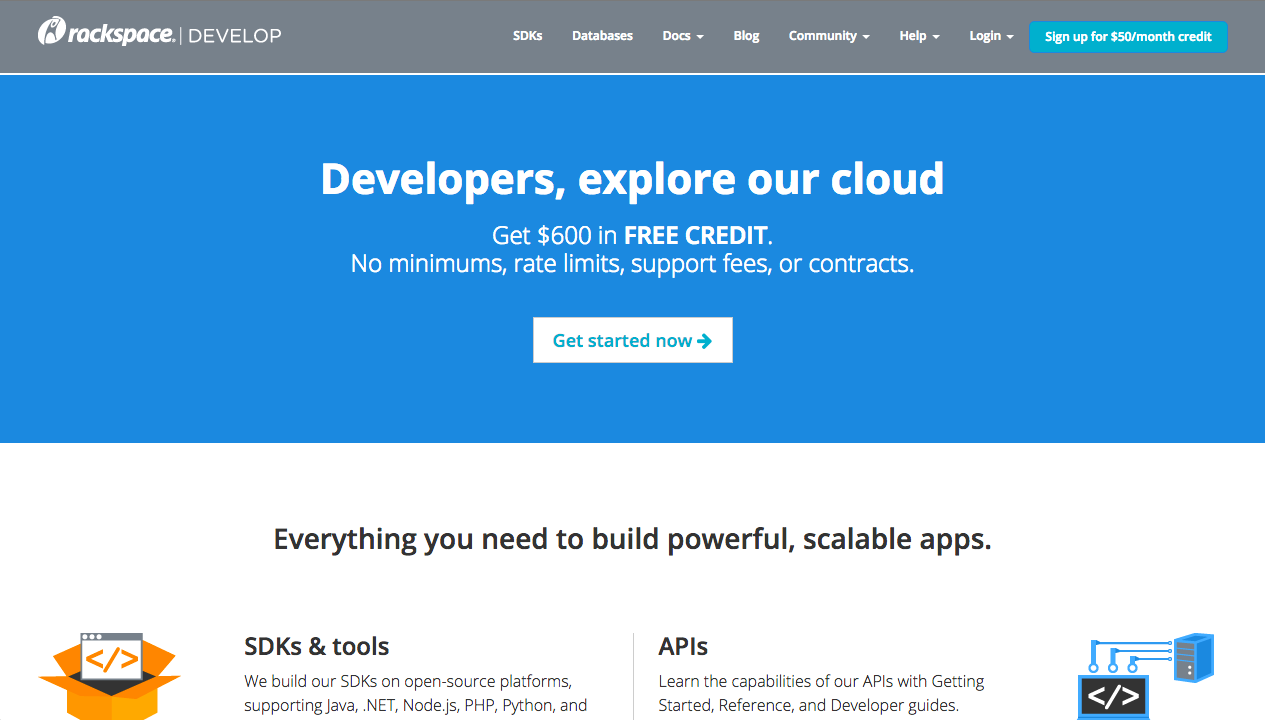 rackspace. | DEVELOP
SDKs Databases Docs Blog Community Help Login Sign up for $50/month credit
Developers, explore our cloud
Get $600 in FREE CREDIT.
No minimums, rate limits, support fees, or contracts.
Get started now
Everything you need to build powerful, scalable apps.
SDKs & tools
We build our SDKs on open-source platforms,
supporting Java, .NET, Node.js, PHP, Python, and
APIs
Learn the capabilities of our APIs with Getting
Started, Reference, and Developer guides.